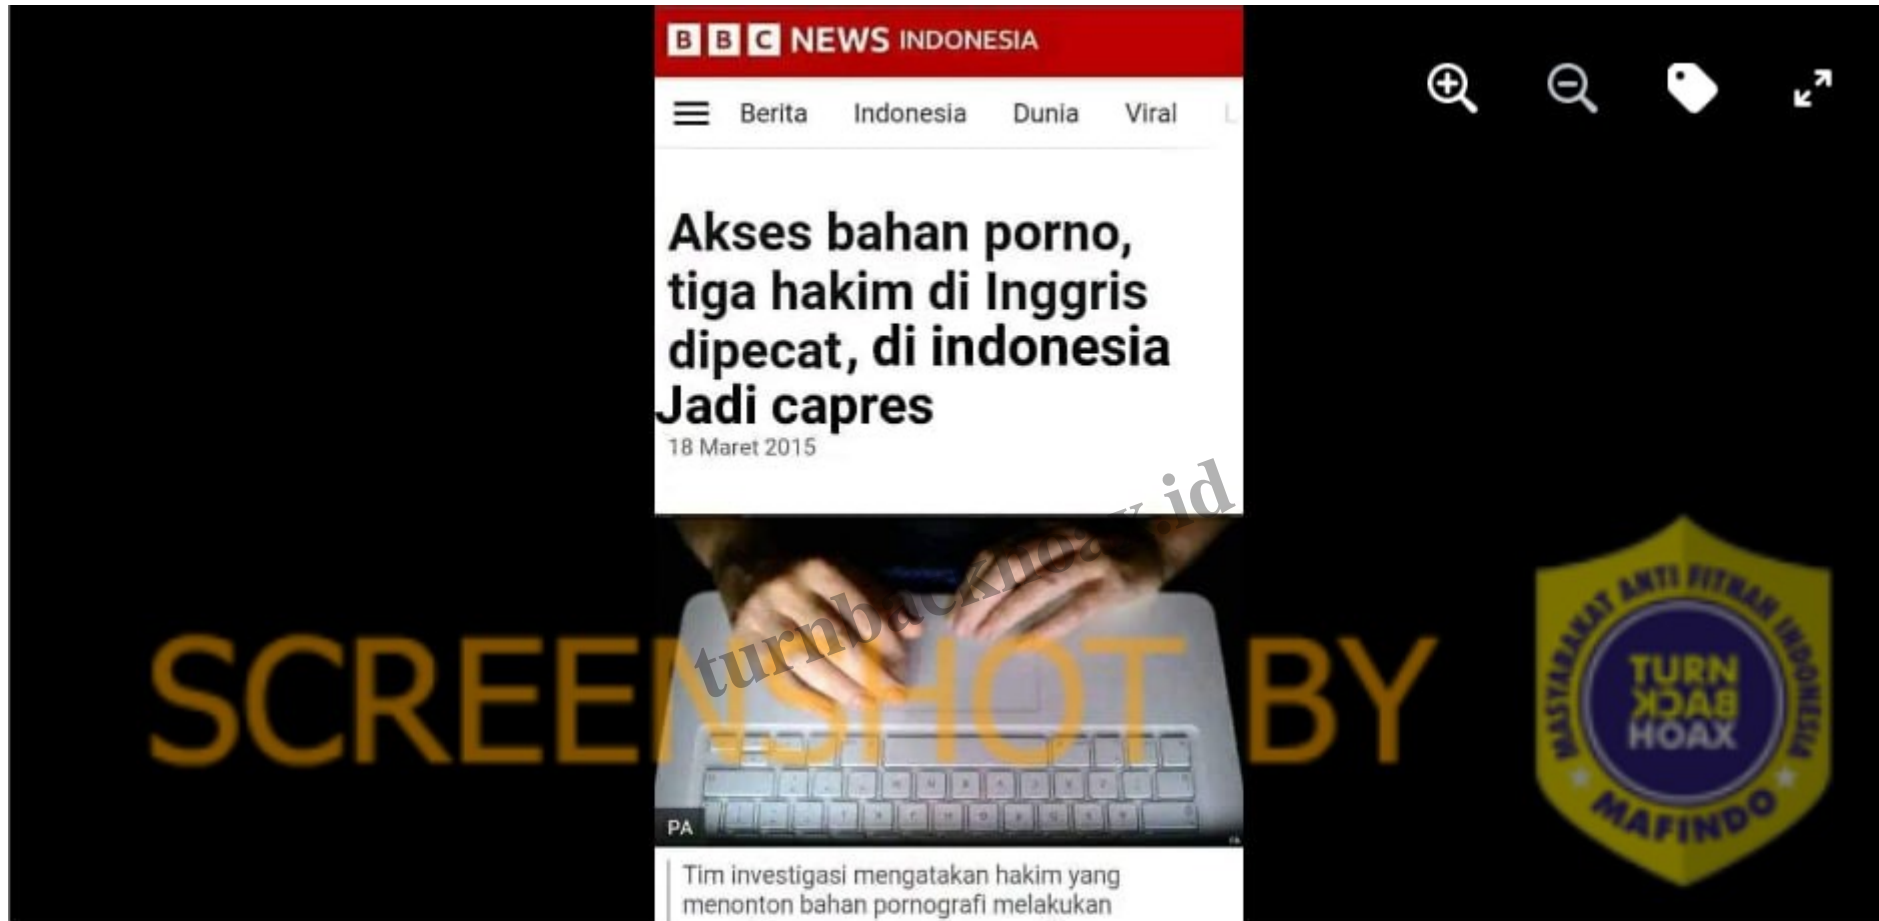 BBC NEWS INDONESIA
Berita Indonesia Dunia Viral
Akses bahan porno,
tiga hakim di Inggris
dipecat, di indonesia
Jadi capres
18 Maret 2015
turnbackhoax.id
SCREENSHOT BY
MASYARAKAT ANTI FITNAH INDONESIA
TURN
BACK
HOAX
MAFINDO
PA
Tim investigasi mengatakan hakim yang
menonton bahan pornografi melakukan